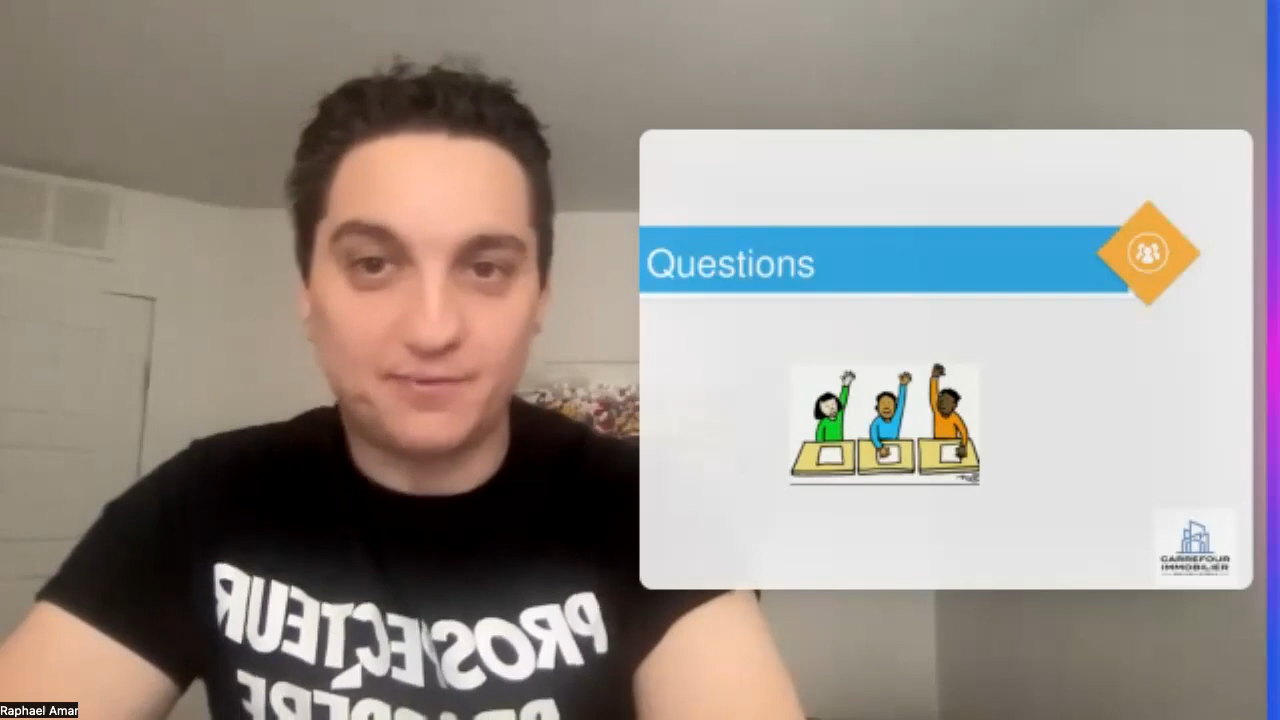 Questions
CARREFOUR
IMMOBILIER
PROSPECTEUR
Raphael Amar